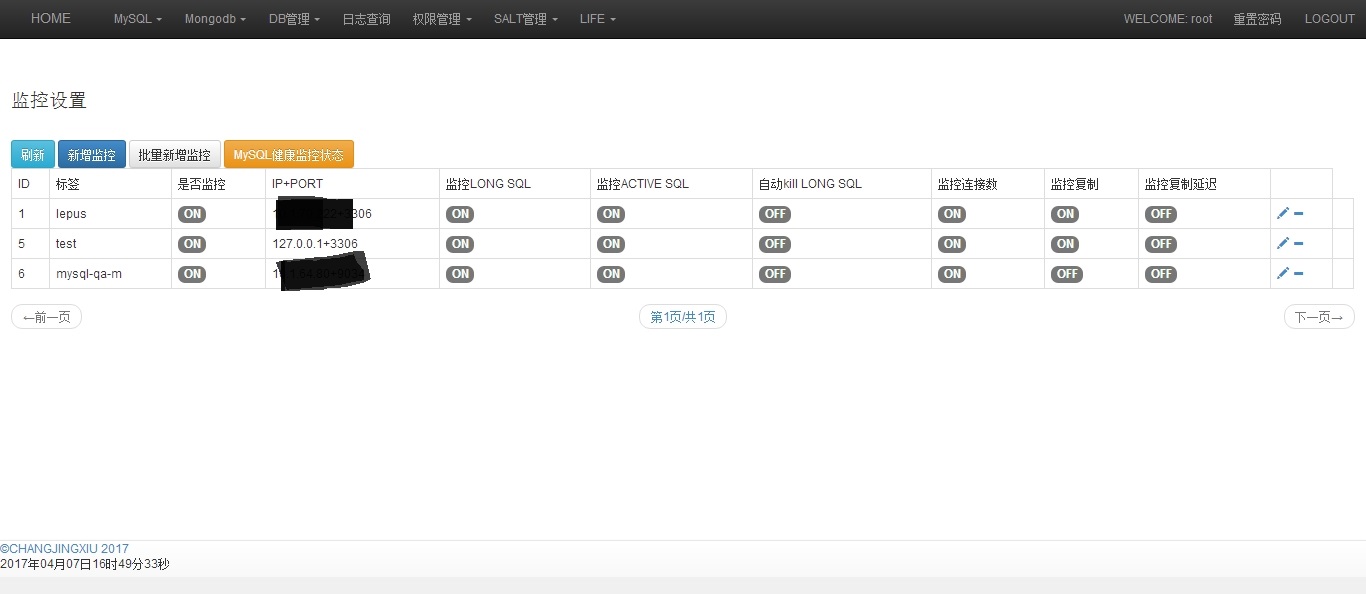 HOME MySQL Mongodb DB管理 日志查询 权限管理 SALT管理 LIFE WELCOME: root 重置密码 LOGOUT
监控设置
刷新 新增监控 批量新增监控 MySQL健康监控状态
ID 标签 是否监控 IP+PORT 监控LONG SQL 监控ACTIVE SQL 自动kill LONG SQL 监控连接数 监控复制 监控复制延迟
1 lepus ON 306 ON ON OFF ON ON OFF
5 test ON 127.0.0.1+3306 ON ON OFF ON ON OFF
6 mysql-qa-m ON ON ON OFF ON OFF OFF
←前一页 第1页/共1页 下一页→
©CHANGJINGXIU 2017
2017年04月07日16时49分33秒